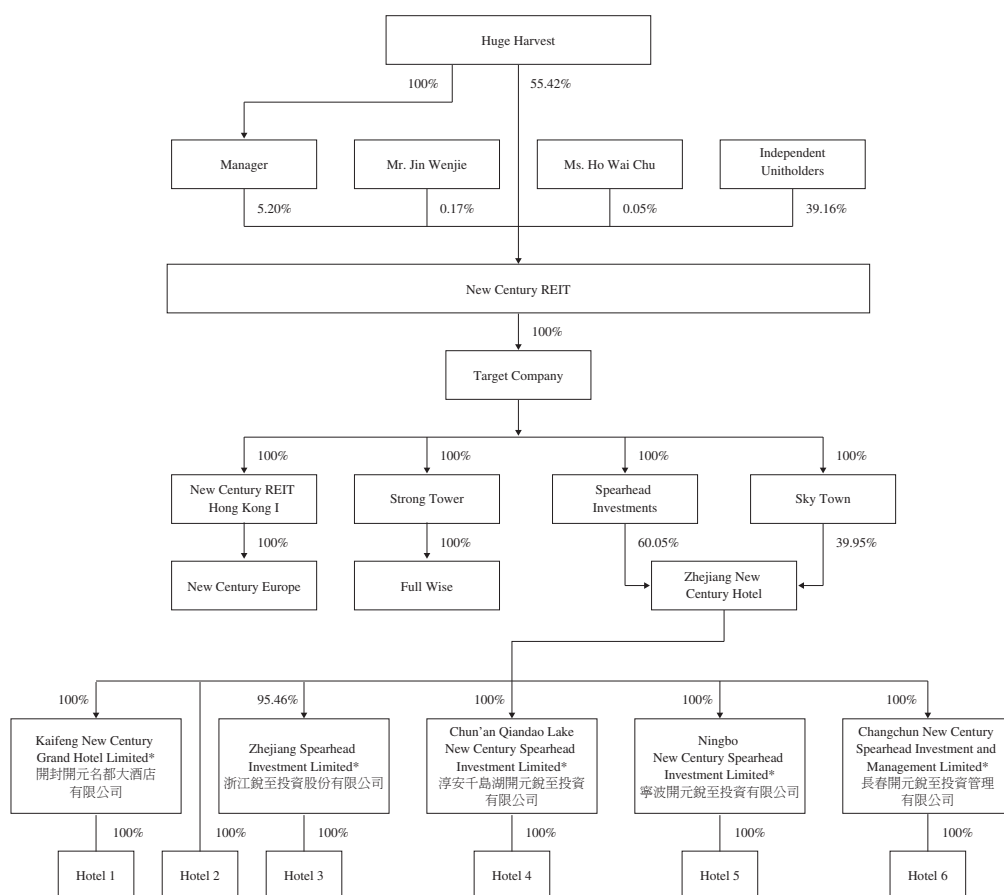 Huge Harvest
100%
55.42%
Manager
Mr. Jin Wenjie
Ms. Ho Wai Chu
Independent
Unitholders
5.20%
0.17%
0.05%
39.16%
New Century REIT
100%
Target Company
100%
100%
100%
100%
New Century REIT
Hong Kong I
Strong Tower
Spearhead
Investments
Sky Town
100%
100%
60.05%
39.95%
New Century Europe
Full Wise
Zhejiang New
Century Hotel
100%
95.46%
100%
100%
100%
Kaifeng New Century
Grand Hotel Limited*
開封開元名都大酒店
有限公司
Zhejiang Spearhead
Investment Limited*
浙江銳至投資股份有限公司
Chun'an Qiandao Lake
New Century Spearhead
Investment Limited*
淳安千島湖開元銳至投資
有限公司
Ningbo
New Century Spearhead
Investment Limited*
寧波開元銳至投資有限公司
Changchun New Century
Spearhead Investment and
Management Limited*
長春開元銳至投資管理
有限公司
100%
100%
100%
100%
100%
100%
Hotel 1
Hotel 2
Hotel 3
Hotel 4
Hotel 5
Hotel 6